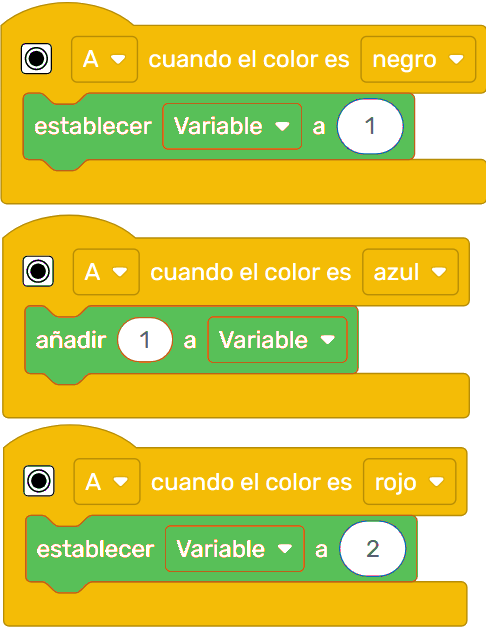 A cuando el color es negro
establecer Variable a 1
A cuando el color es azul
añadir 1 a Variable
A cuando el color es rojo
establecer Variable a 2